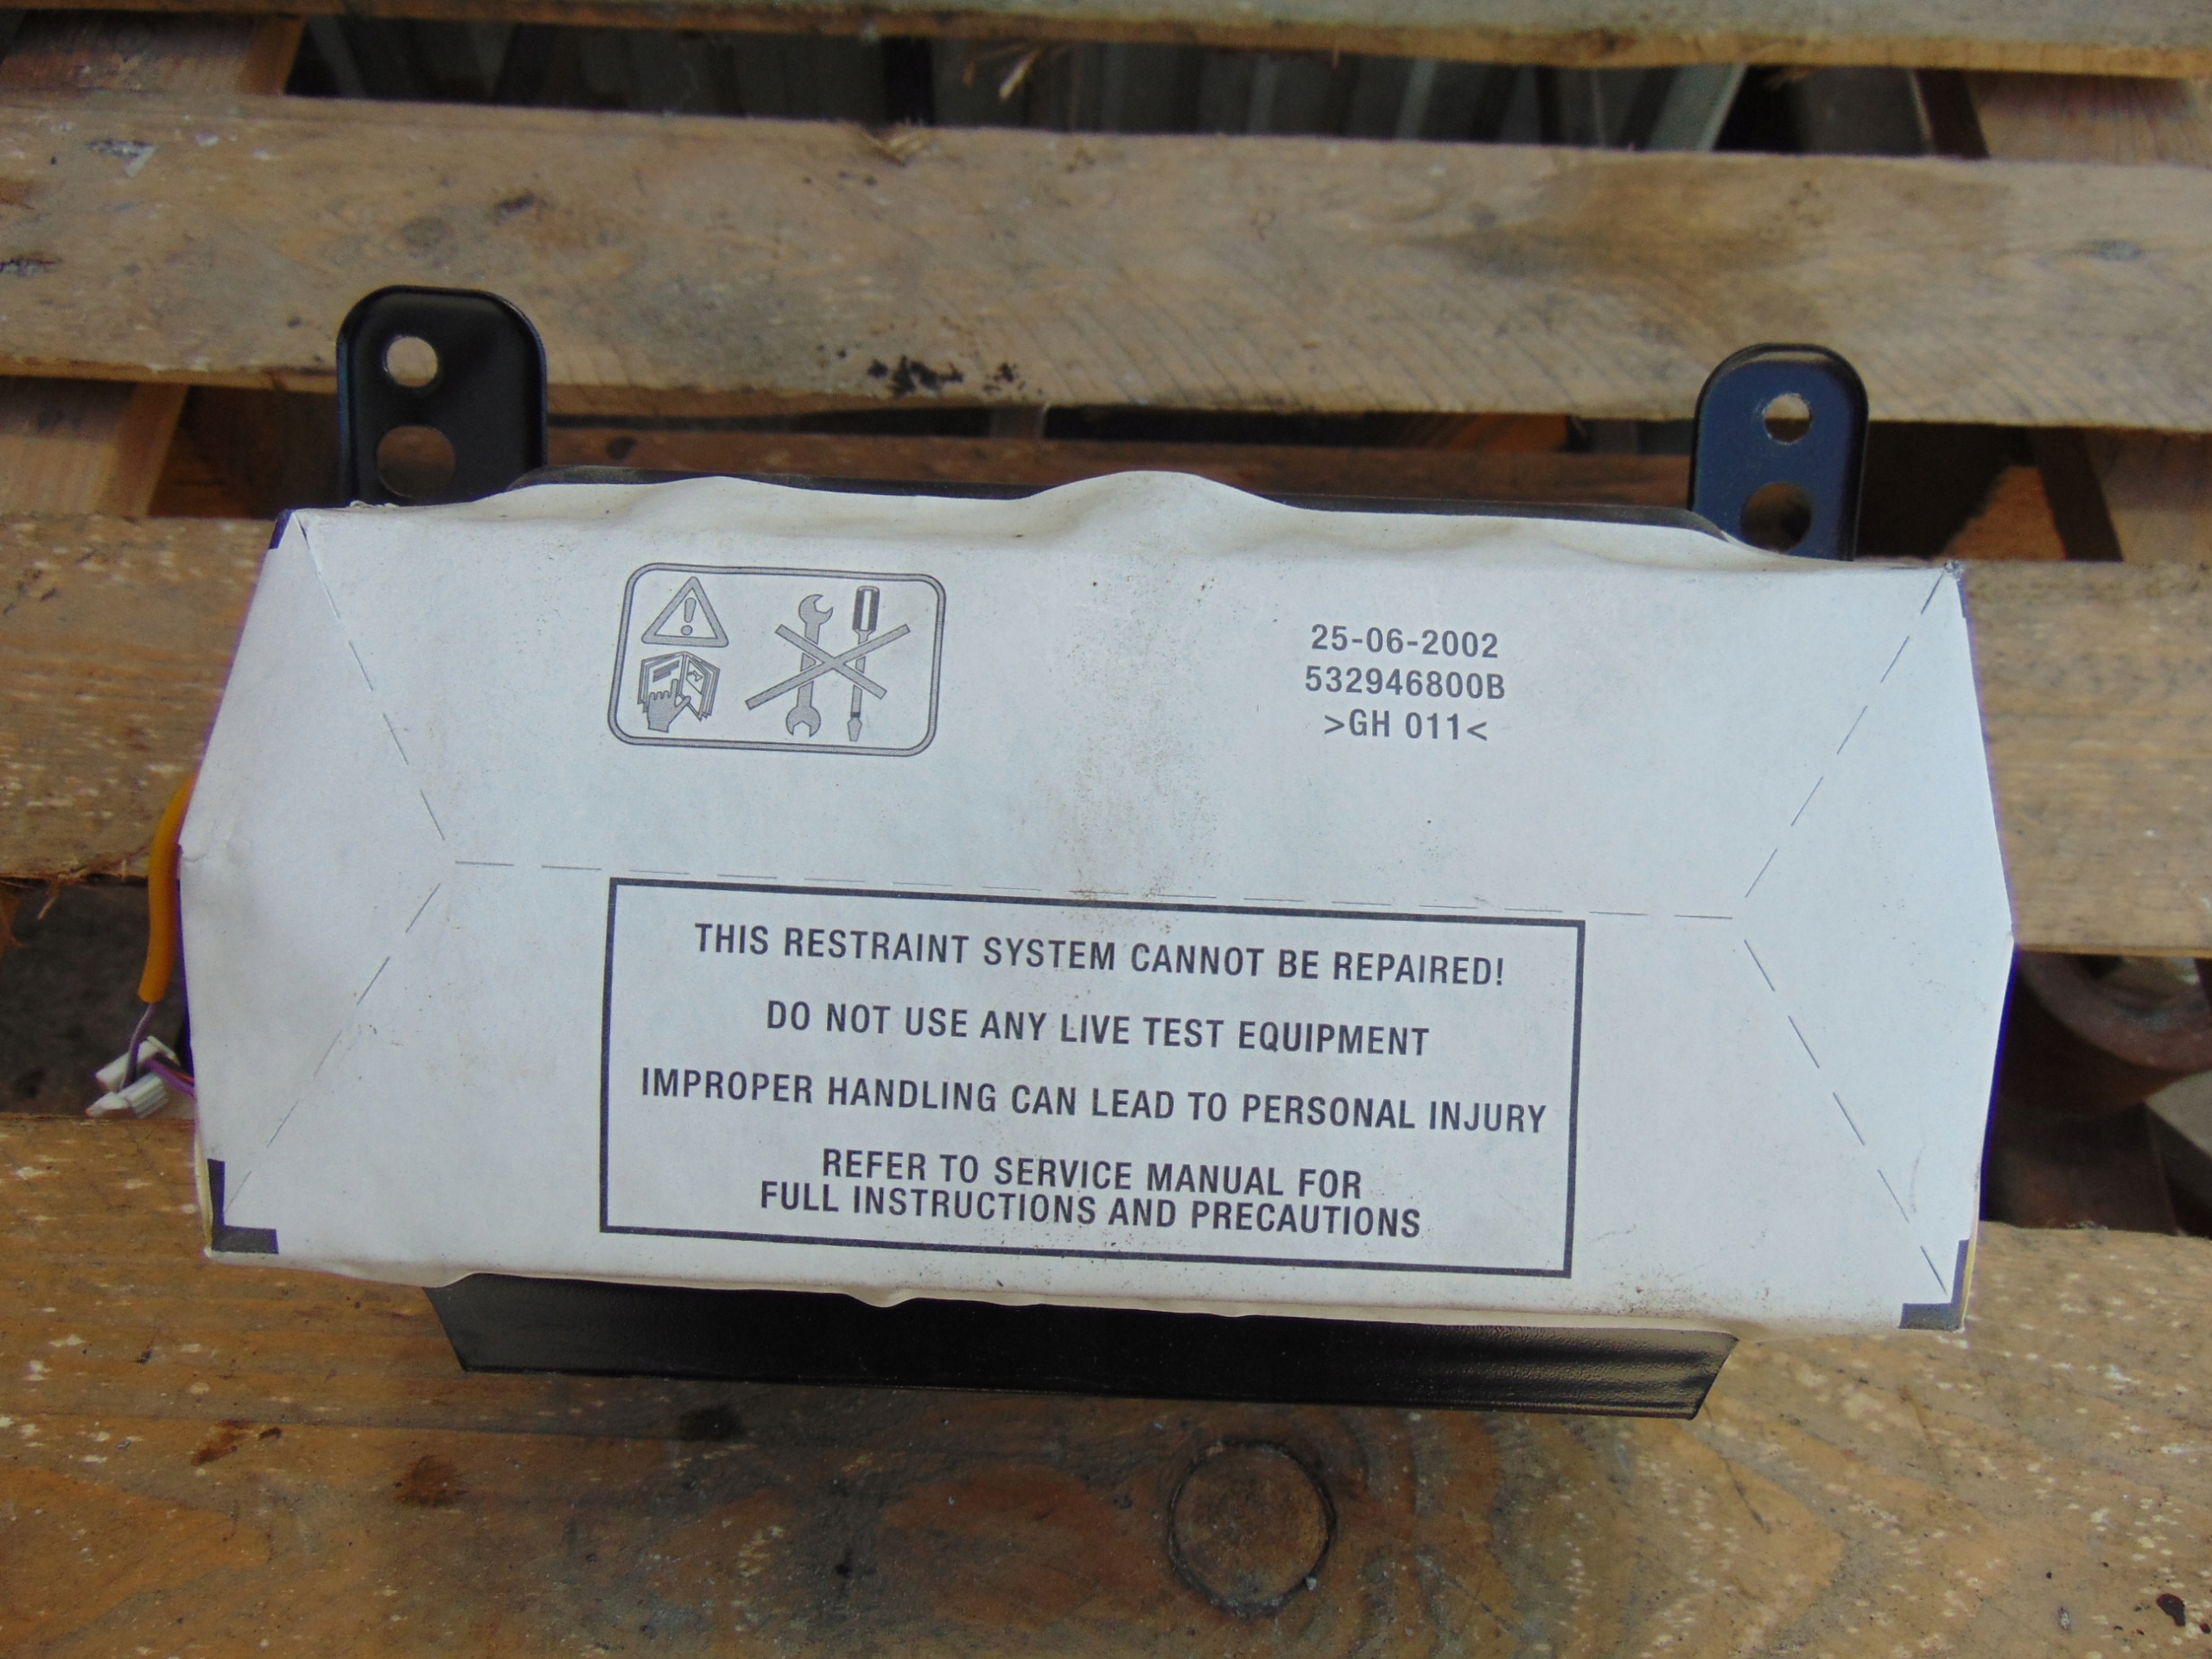 25-06-2002
532946800B
>GH 011<
THIS RESTRAINT SYSTEM CANNOT BE REPAIRED!
DO NOT USE ANY LIVE TEST EQUIPMENT
IMPROPER HANDLING CAN LEAD TO PERSONAL INJURY
REFER TO SERVICE MANUAL FOR
FULL INSTRUCTIONS AND PRECAUTIONS